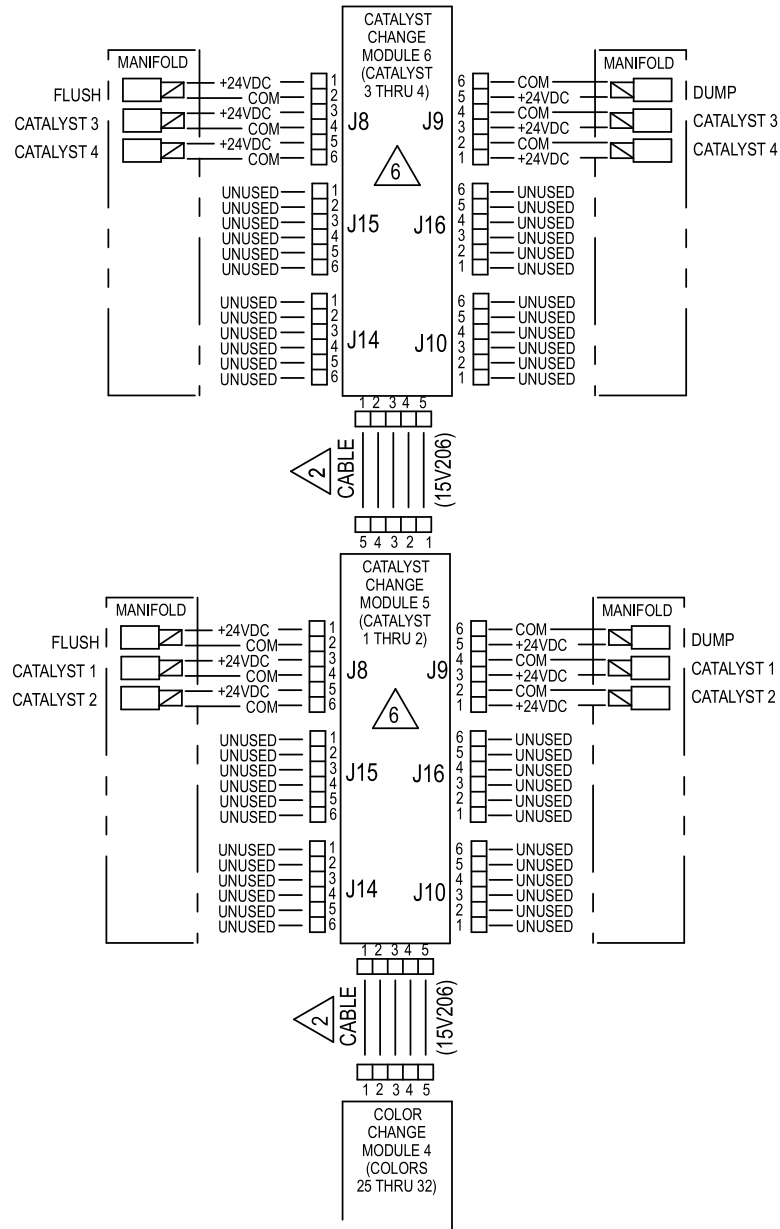 CATALYST
CHANGE
MODULE 6
(CATALYST
3 THRU 4)
MANIFOLD
FLUSH
CATALYST 3
CATALYST 4
+24VDC 1
COM 2
+24VDC 3
COM 4
+24VDC 5
COM 6
J8 J9
6
6 COM
5 +24VDC
4 COM
3 +24VDC
2 COM
1 +24VDC
MANIFOLD
DUMP
CATALYST 3
CATALYST 4
UNUSED 1
UNUSED 2
UNUSED 3
UNUSED 4
UNUSED 5
UNUSED 6
J15 J16
6 UNUSED
5 UNUSED
4 UNUSED
3 UNUSED
2 UNUSED
1 UNUSED
UNUSED 1
UNUSED 2
UNUSED 3
UNUSED 4
UNUSED 5
UNUSED 6
J14 J10
6 UNUSED
5 UNUSED
4 UNUSED
3 UNUSED
2 UNUSED
1 UNUSED
1 2 3 4 5
2
CABLE
(15V206)
5 4 3 2 1
CATALYST
CHANGE
MODULE 5
(CATALYST
1 THRU 2)
MANIFOLD
FLUSH
CATALYST 1
CATALYST 2
+24VDC 1
COM 2
+24VDC 3
COM 4
+24VDC 5
COM 6
J8 J9
6
6 COM
5 +24VDC
4 COM
3 +24VDC
2 COM
1 +24VDC
MANIFOLD
DUMP
CATALYST 1
CATALYST 2
UNUSED 1
UNUSED 2
UNUSED 3
UNUSED 4
UNUSED 5
UNUSED 6
J15 J16
6 UNUSED
5 UNUSED
4 UNUSED
3 UNUSED
2 UNUSED
1 UNUSED
UNUSED 1
UNUSED 2
UNUSED 3
UNUSED 4
UNUSED 5
UNUSED 6
J14 J10
6 UNUSED
5 UNUSED
4 UNUSED
3 UNUSED
2 UNUSED
1 UNUSED
1 2 3 4 5
2
CABLE
(15V206)
1 2 3 4 5
COLOR
CHANGE
MODULE 4
(COLORS
25 THRU 32)